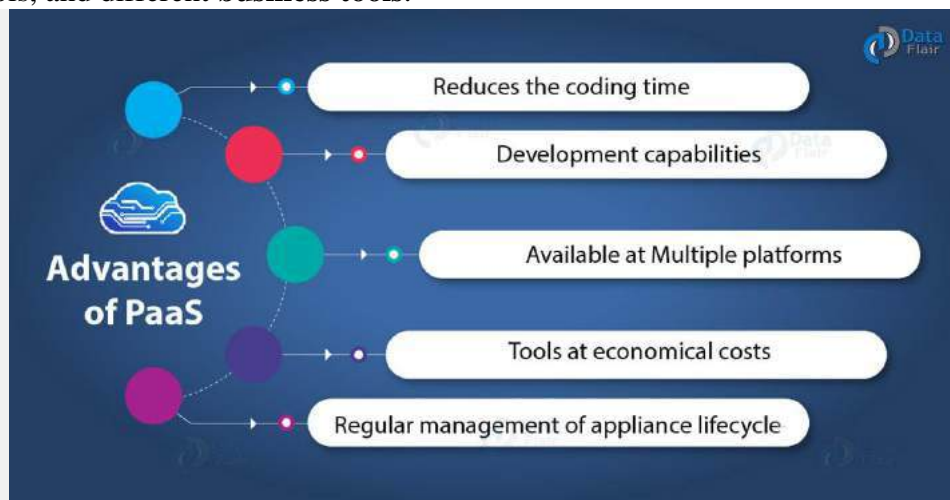 and different business tools.
Data
Flair
Reduces the coding time
Development capabilities
Available at Multiple platforms
Advantages
of PaaS
Tools at economical costs
Regular management of appliance lifecycle